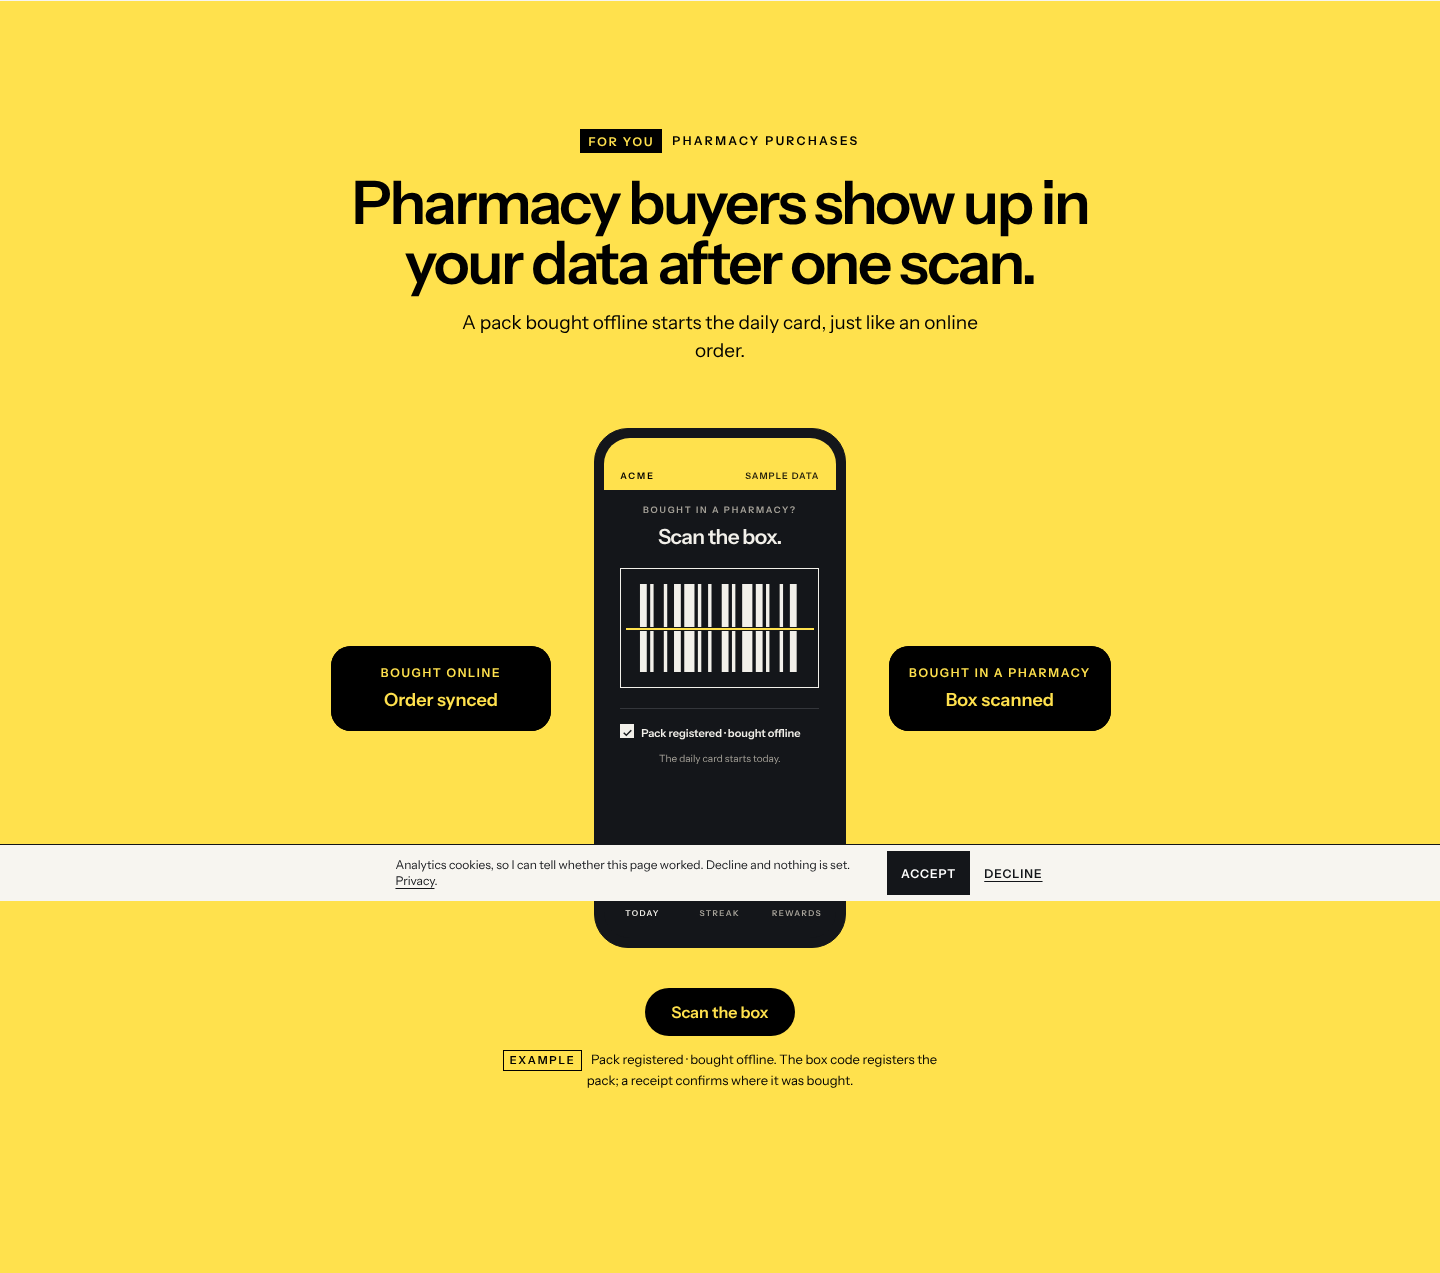 FOR YOU PHARMACY PURCHASES
Pharmacy buyers show up in
your data after one scan.
A pack bought offline starts the daily card, just like an online
order.
ACME SAMPLE DATA
BOUGHT IN A PHARMACY?
Scan the box.
BOUGHT ONLINE
Order synced
BOUGHT IN A PHARMACY
Box scanned
Pack registered · bought offline
The daily card starts today.
Analytics cookies, so I can tell whether this page worked. Decline and nothing is set.
Privacy.
ACCEPT DECLINE
TODAY STREAK REWARDS
Scan the box
EXAMPLE Pack registered · bought offline. The box code registers the
pack; a receipt confirms where it was bought.